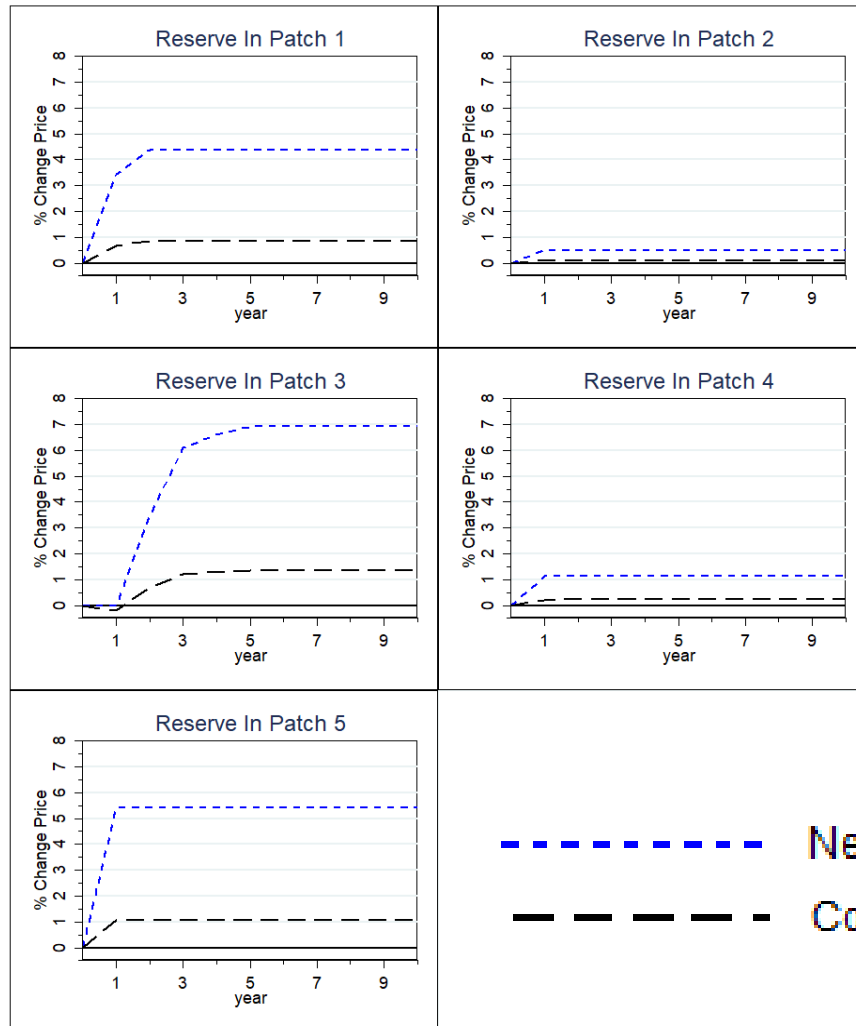 Reserve In Patch 1
% Change Price
8
7
6
5
4
3
2
1
0
1 3 5 7 9
year
Reserve In Patch 2
% Change Price
8
7
6
5
4
3
2
1
0
1 3 5 7 9
year
Reserve In Patch 3
% Change Price
8
7
6
5
4
3
2
1
0
1 3 5 7 9
year
Reserve In Patch 4
% Change Price
8
7
6
5
4
3
2
1
0
1 3 5 7 9
year
Reserve In Patch 5
% Change Price
8
7
6
5
4
3
2
1
0
1 3 5 7 9
year